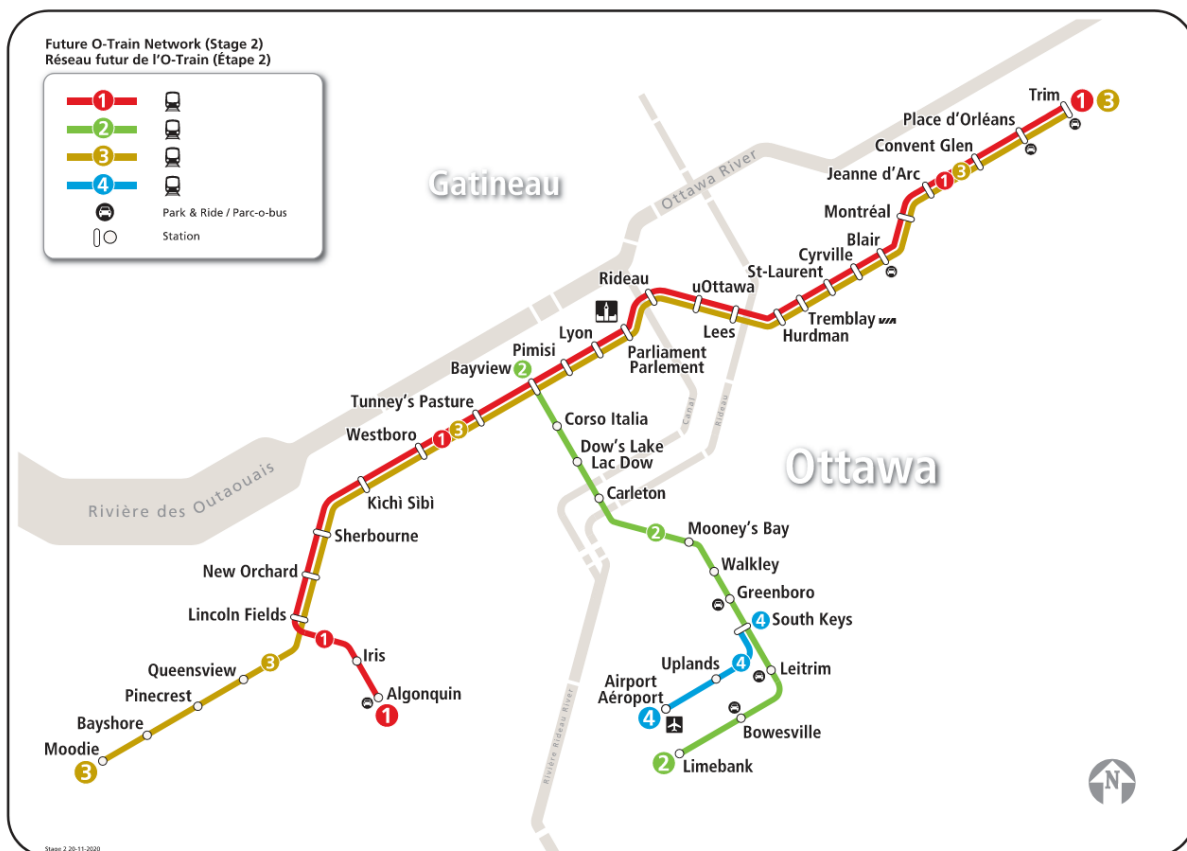 Future O-Train Network (Stage 2)
Réseau futur de l'O-Train (Étape 2)
1
2
3
4
Park & Ride / Parc-o-bus
Station
Trim
1 3
Place d'Orléans
Convent Glen
Jeanne d'Arc
1 3
Montréal
Blair
Cyrville
St-Laurent
Tremblay VIA
Hurdman
uOttawa
Lees
Rideau
Gatineau
Ottawa River
Lyon
Parliament
Parlement
Pimisi
Bayview 2
Tunney's Pasture
Westboro
1 3
Kìchì Sìbì
Sherbourne
New Orchard
Lincoln Fields
1
Iris
Algonquin
1
Queensview
3
Pinecrest
Bayshore
Moodie
3
Rivière des Outaouais
Corso Italia
Dow's Lake
Lac Dow
Carleton
Canal
Rideau
Ottawa
2
Mooney's Bay
Walkley
Greenboro
4
South Keys
4
Uplands
Leitrim
Airport
Aéroport
4
Bowesville
Limebank
2
Rivière Rideau River
N
Stage 2 20-11-2020